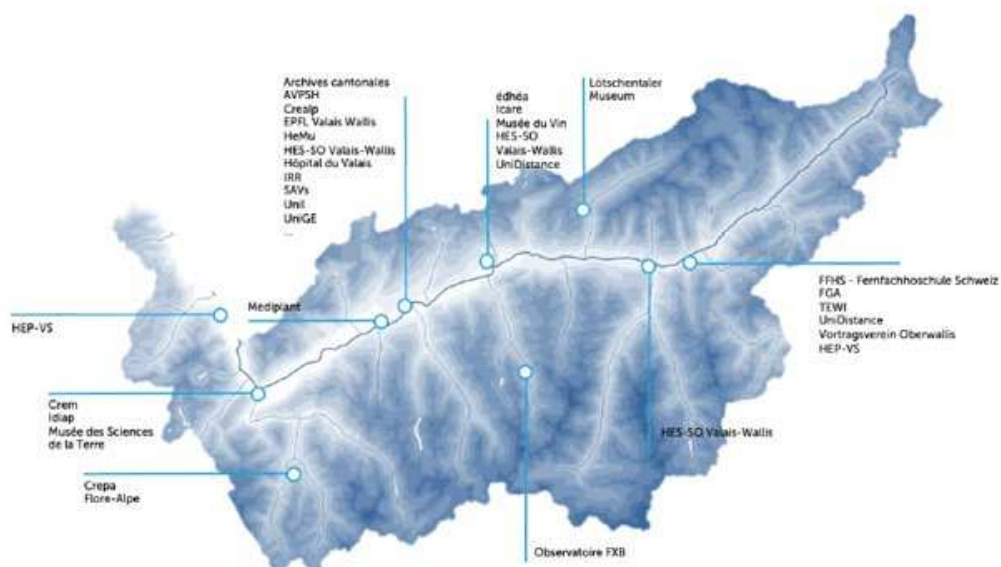 Archives cantonales
AVPSH
Crealp
EPFL Valais Wallis
HeMu
HES-SO Valais-Wallis
Hôpital du Valais
IRR
SAVs
Unil
UniGE
...
édhéa
Icare
Musée du Vin
HES-SO
Valais-Wallis
UniDistance
Lötschentaler
Museum
HEP-VS
Mediplant
FFHS - Fernfachhoschule Schweiz
FGA
TEWI
UniDistance
Vortragsverein Oberwallis
HEP-VS
Crem
Idiap
Musée des Sciences
de la Terre
HES-SO Valais-Wallis
Crepa
Flore-Alpe
Observatoire FXB